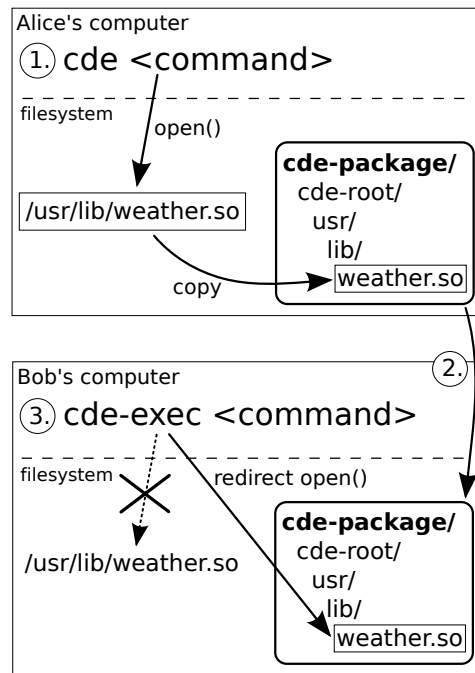 Alice's computer
1. cde <command>
filesystem
open()
/usr/lib/weather.so
copy
cde-package/
cde-root/
usr/
lib/
weather.so
2.
Bob's computer
3. cde-exec <command>
filesystem
redirect open()
/usr/lib/weather.so
cde-package/
cde-root/
usr/
lib/
weather.so